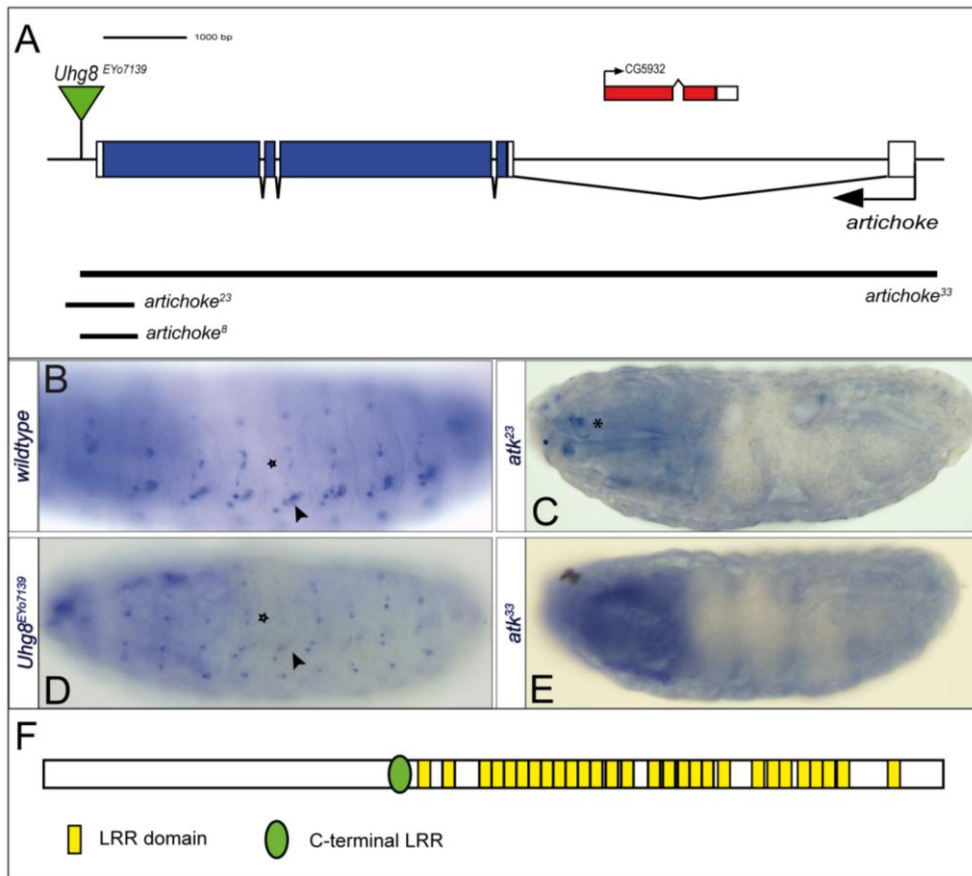 A
1000 bp
Uhg8 EYo7139
CG5932
artichoke
artichoke23
artichoke33
artichoke8
B
wildtype
atk23
C
Uhg8EYo7139
D
atk33
E
F
LRR domain
C-terminal LRR